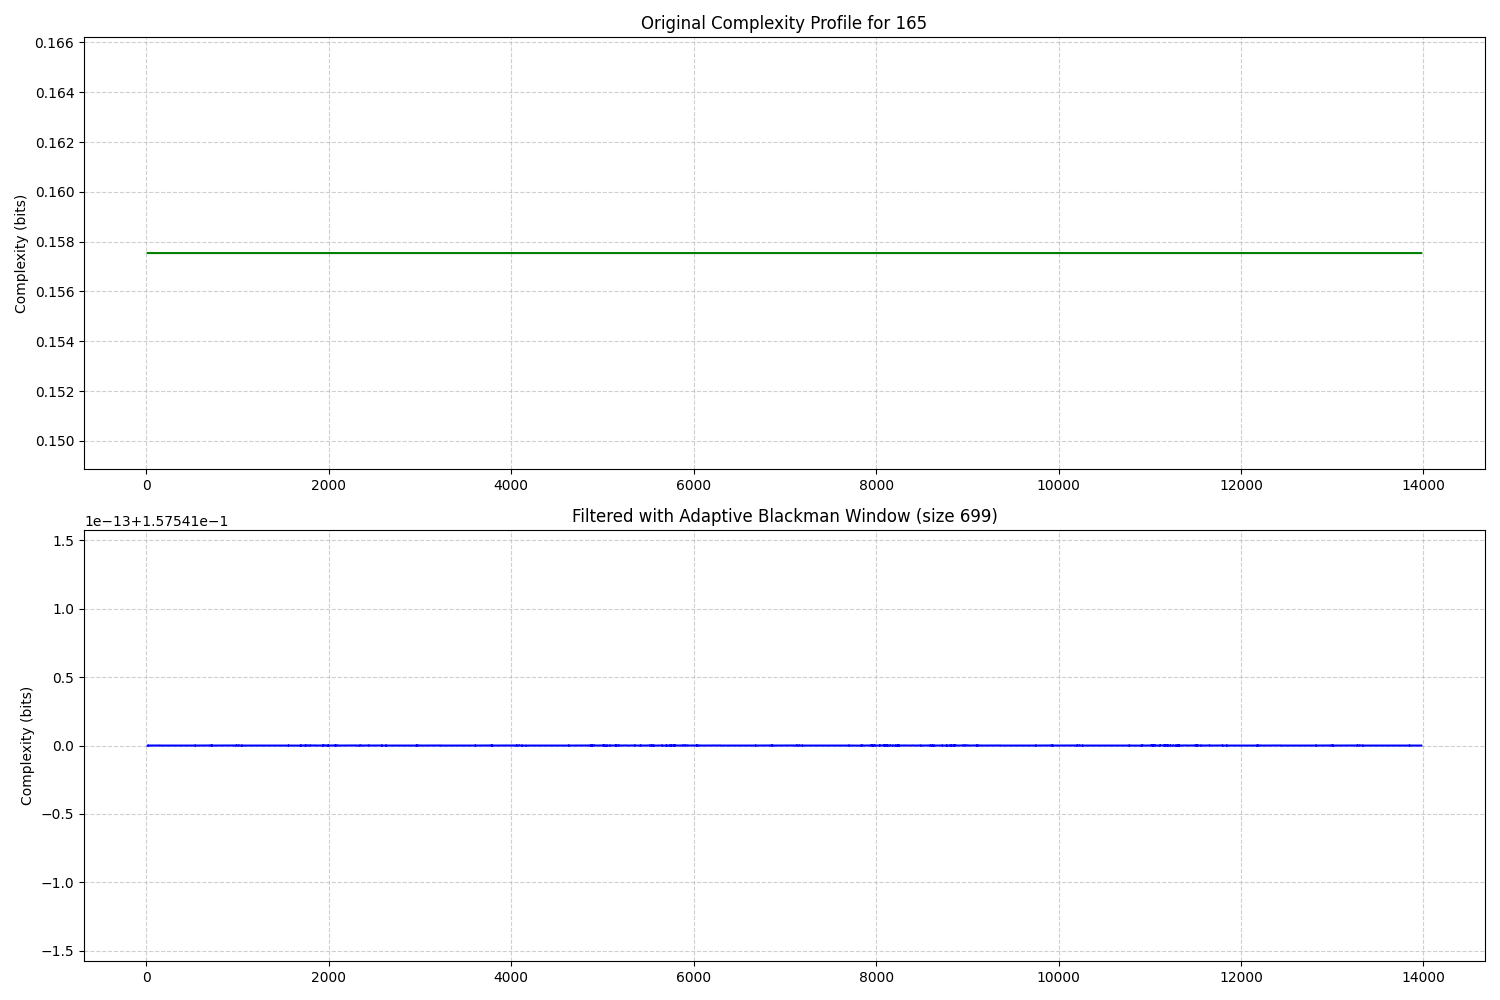 Original Complexity Profile for 165
Complexity (bits)
0.166
0.164
0.162
0.160
0.158
0.156
0.154
0.152
0.150
0 2000 4000 6000 8000 10000 12000 14000
Filtered with Adaptive Blackman Window (size 699)
1e−13+1.57541e−1
Complexity (bits)
1.5
1.0
0.5
0.0
−0.5
−1.0
−1.5
0 2000 4000 6000 8000 10000 12000 14000